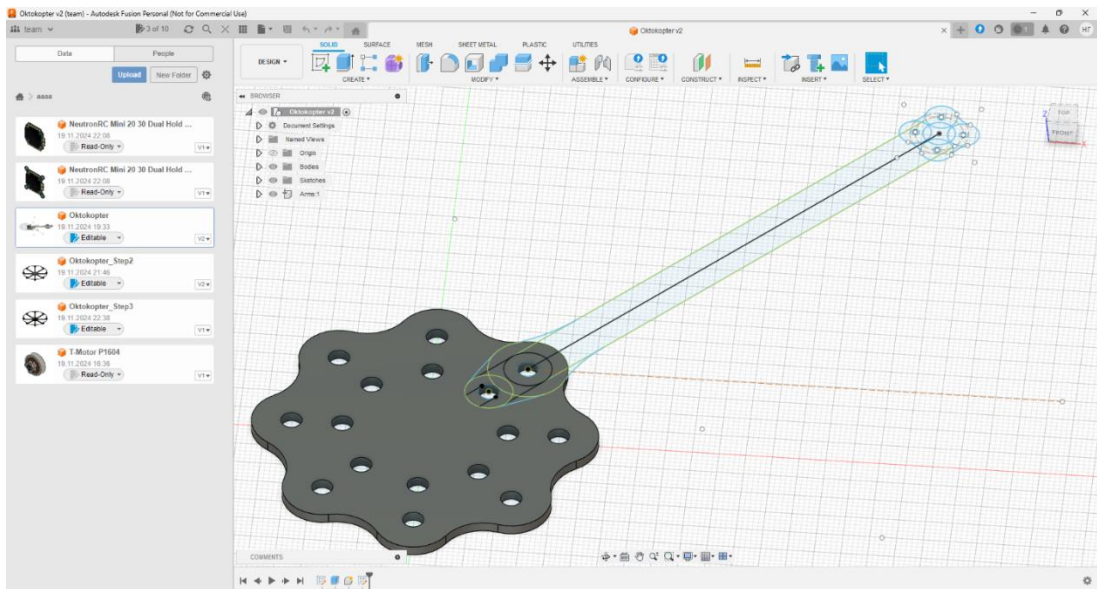 Oktokopter v2 (team) - Autodesk Fusion Personal (Not for Commercial Use)
team
3 of 10
Oktokopter v2
HT
Data
People
Upload
New Folder
NeutronRC Mini 20 30 Dual Hold ...
19.11.2024 22:08
Read-Only
V1
NeutronRC Mini 20 30 Dual Hold ...
19.11.2024 22:08
Read-Only
V1
Oktokopter
19.11.2024 19:33
Editable
V2
Oktokopter_Step2
19.11.2024 21:46
Editable
V2
Oktokopter_Step3
19.11.2024 22:38
Editable
V1
T-Motor P1604
19.11.2024 18:36
Read-Only
V1
DESIGN
SOLID
SURFACE
MESH
SHEET METAL
PLASTIC
UTILITIES
CREATE
MODIFY
ASSEMBLE
CONFIGURE
CONSTRUCT
INSPECT
INSERT
SELECT
BROWSER
Oktokopter v2
Document Settings
Named Views
Origin
Bodies
Sketches
Arms:1
TOP
FRONT
Z
X
COMMENTS